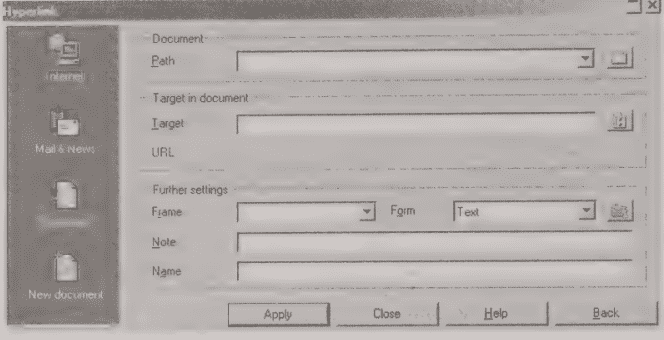 Hyperlink
Internet
Mail & News
New document
Document
Path
Target in document
Target
URL
Further settings
Frame
Form
Text
Note
Name
Apply
Close
Help
Back